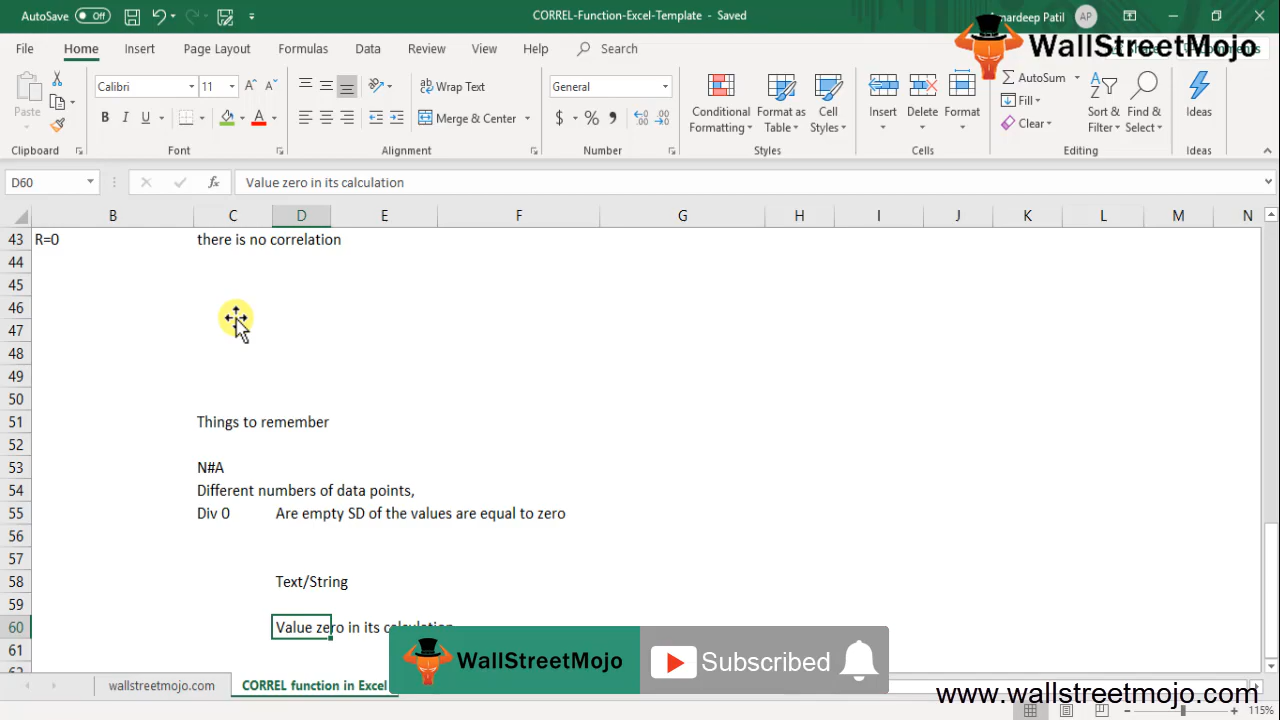 AutoSave Off CORREL-Function-Excel-Template - Saved Amardeep Patil AP
File Home Insert Page Layout Formulas Data Review View Help Search
WallStreetMojo
Paste Calibri 11 Wrap Text General Conditional Formatting Format as Table Cell Styles Insert Delete Format AutoSum Sort & Filter Find & Select Ideas
B I U A Merge & Center $ % Fill Clear
Clipboard Font Alignment Number Styles Cells Editing Ideas
D60 fx Value zero in its calculation
B C D E F G H I J K L M N
43 R=0 there is no correlation
44
45
46
47
48
49
50
51 Things to remember
52
53 N#A
54 Different numbers of data points,
55 Div 0 Are empty SD of the values are equal to zero
56
57
58 Text/String
59
60 Value zero in its calculation
61
WallStreetMojo Subscribed
wallstreetmojo.com CORREL function in Excel
www.wallstreetmojo.com
115%